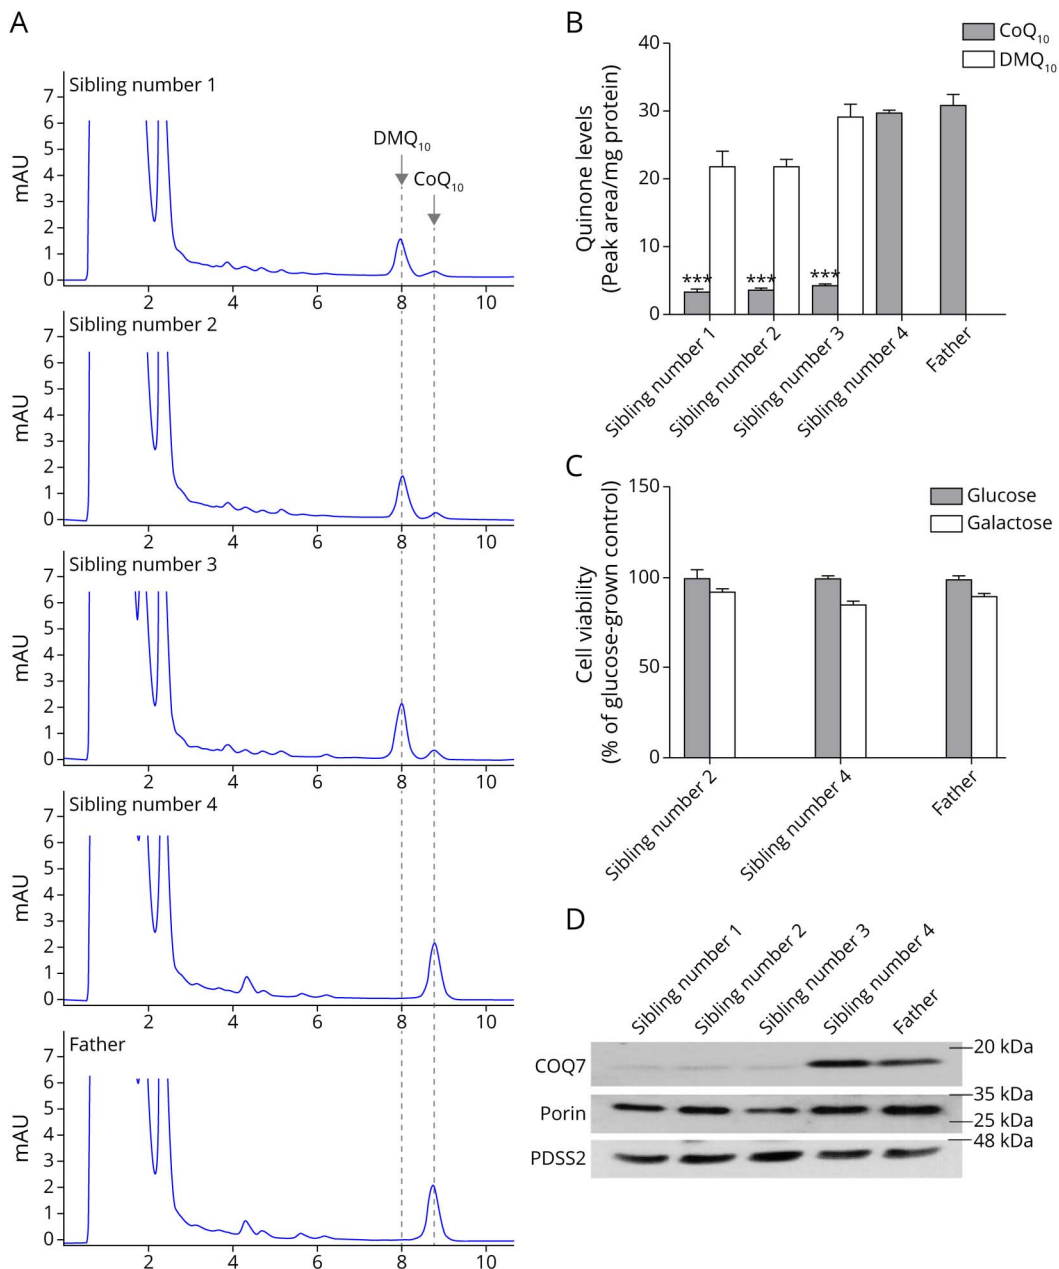 A
Sibling number 1
7
6
5
4
3
2
1
0
mAU
DMQ10
CoQ10
2 4 6 8 10
Sibling number 2
7
6
5
4
3
2
1
0
mAU
2 4 6 8 10
Sibling number 3
7
6
5
4
3
2
1
0
mAU
2 4 6 8 10
Sibling number 4
7
6
5
4
3
2
1
0
mAU
2 4 6 8 10
Father
7
6
5
4
3
2
1
0
mAU
2 4 6 8 10
B
CoQ10
DMQ10
Quinone levels
(Peak area/mg protein)
40
30
20
10
0
*** *** ***
Sibling number 1
Sibling number 2
Sibling number 3
Sibling number 4
Father
C
Glucose
Galactose
Cell viability
(% of glucose-grown control)
150
100
50
0
Sibling number 2
Sibling number 4
Father
D
Sibling number 1
Sibling number 2
Sibling number 3
Sibling number 4
Father
COQ7
20 kDa
Porin
35 kDa
25 kDa
PDSS2
48 kDa